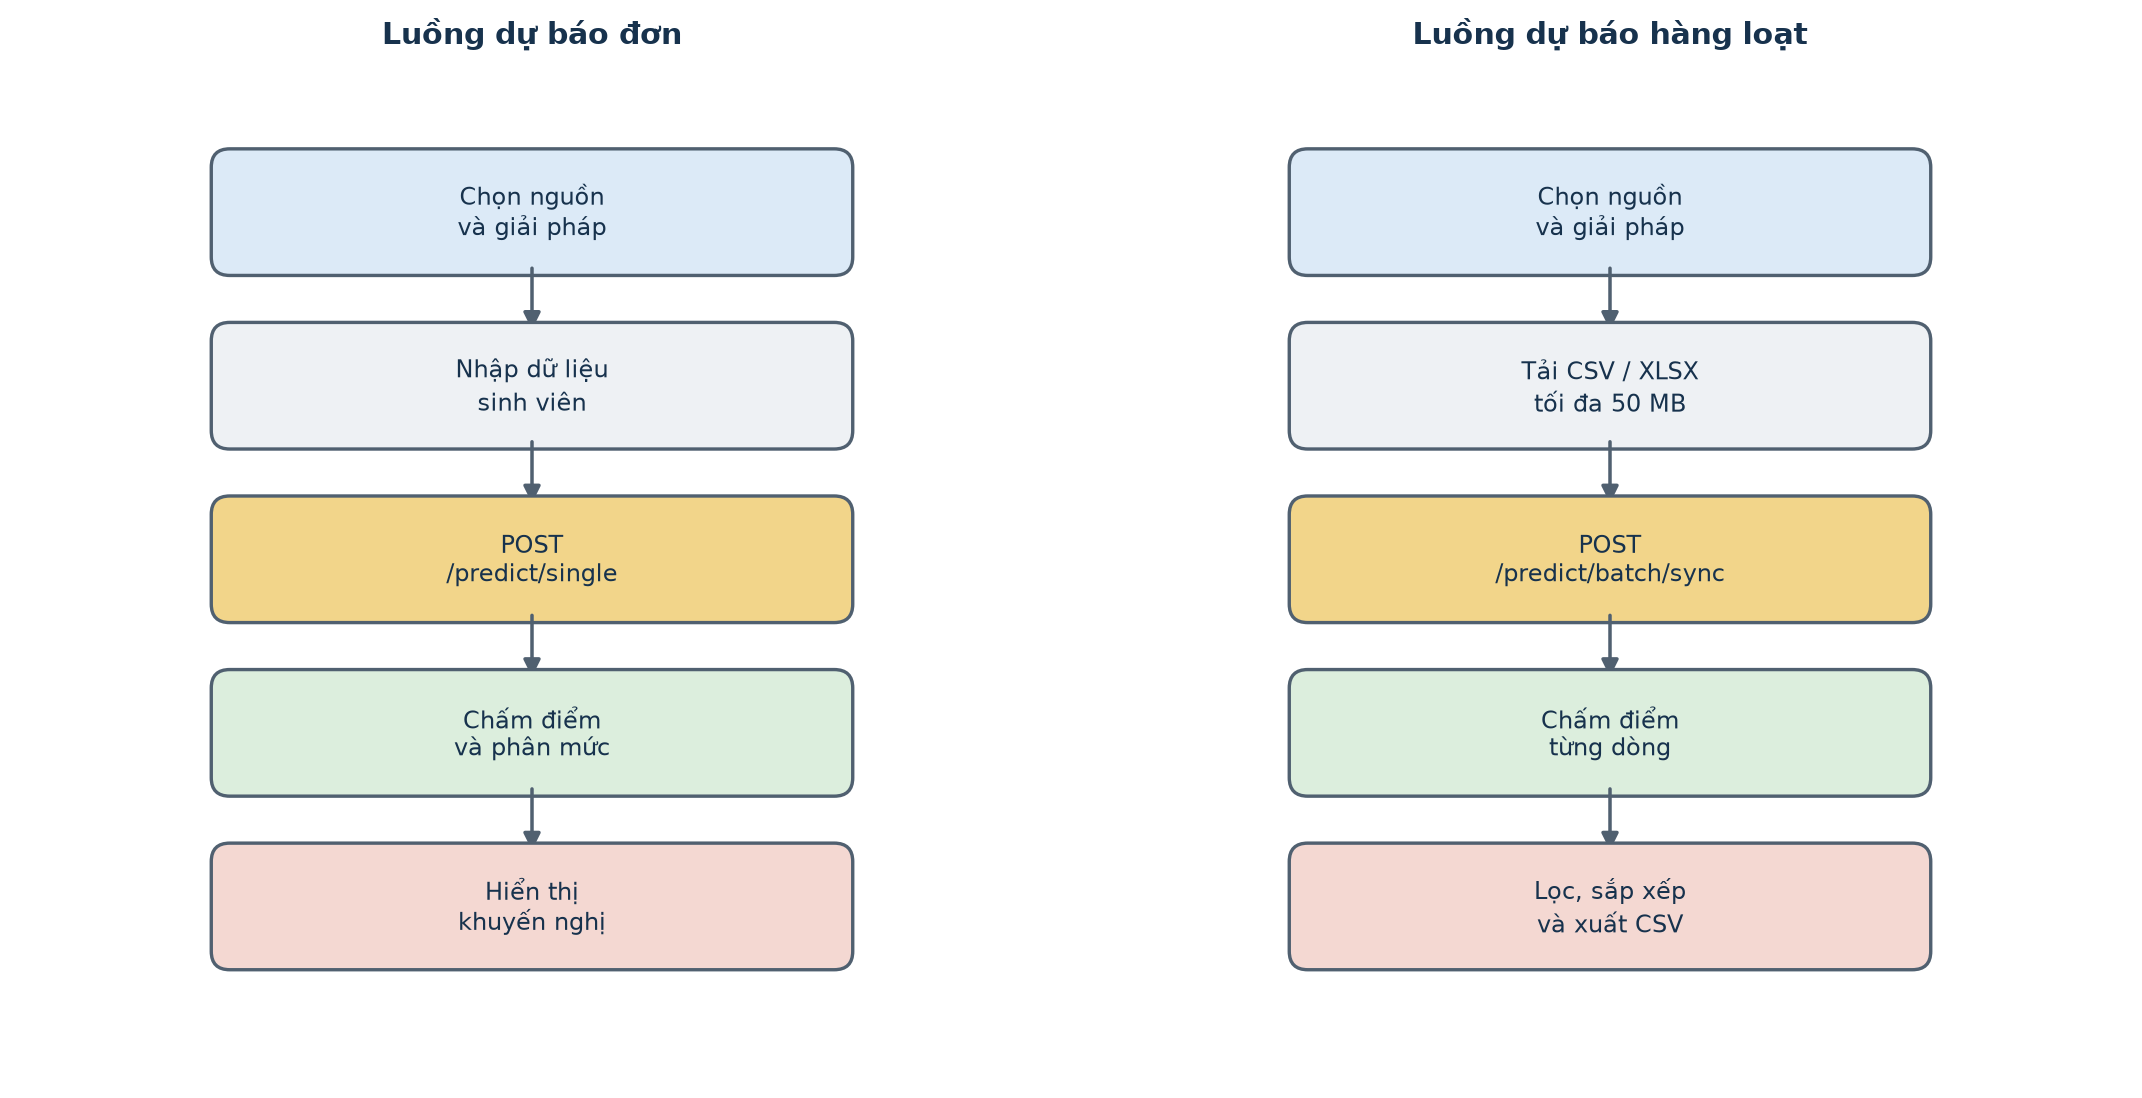 Luồng dự báo đơn
Chọn nguồn
và giải pháp
Nhập dữ liệu
sinh viên
POST
/predict/single
Chấm điểm
và phân mức
Hiển thị
khuyến nghị
Luồng dự báo hàng loạt
Chọn nguồn
và giải pháp
Tải CSV / XLSX
tối đa 50 MB
POST
/predict/batch/sync
Chấm điểm
từng dòng
Lọc, sắp xếp
và xuất CSV